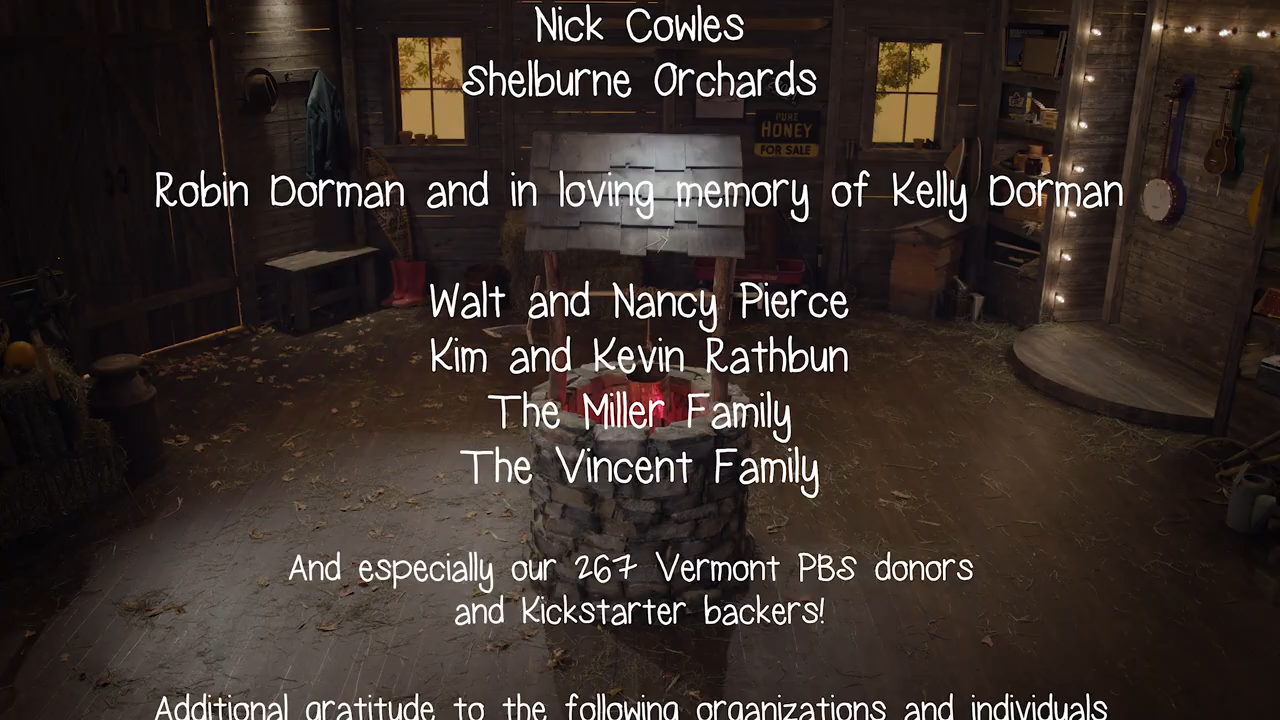 Nick Cowles
Shelburne Orchards
PURE
HONEY
FOR SALE
Robin Dorman and in loving memory of Kelly Dorman
Walt and Nancy Pierce
Kim and Kevin Rathbun
The Miller Family
The Vincent Family
And especially our 267 Vermont PBS donors
and Kickstarter backers!
Additional gratitude to the following organizations and individuals